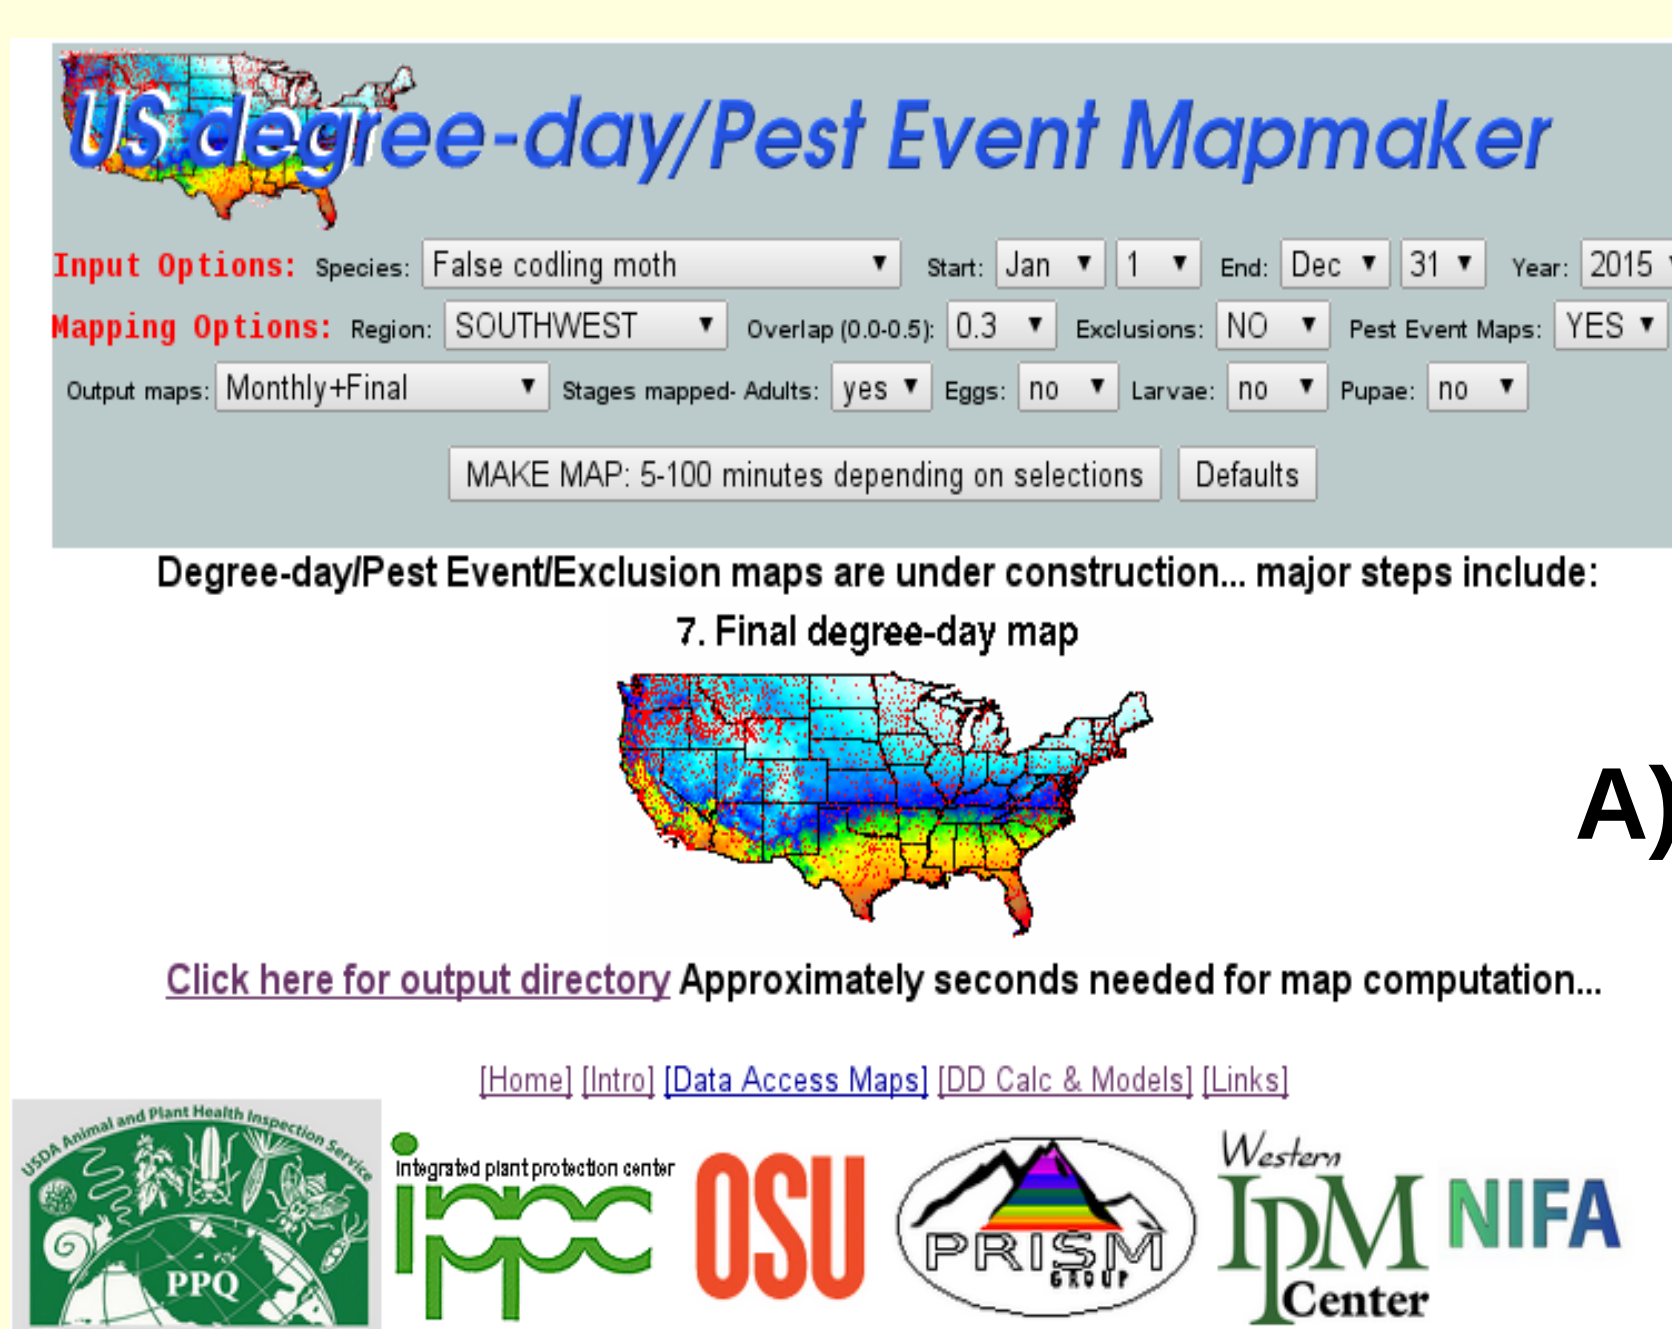 US degree-day/Pest Event Mapmaker
Input Options: Species: False codling moth Start: Jan 1 End: Dec 31 Year: 2015
Mapping Options: Region: SOUTHWEST Overlap (0.0-0.5): 0.3 Exclusions: NO Pest Event Maps: YES
Output maps: Monthly+Final Stages mapped- Adults: yes Eggs: no Larvae: no Pupae: no
MAKE MAP: 5-100 minutes depending on selections Defaults
Degree-day/Pest Event/Exclusion maps are under construction... major steps include:
7. Final degree-day map
A)
Click here for output directory Approximately seconds needed for map computation...
[Home] [Intro] [Data Access Maps] [DD Calc & Models] [Links]
USDA Animal and Plant Health Inspection Service
PPQ
integrated plant protection center
ippc
OSU
PRISM
GROUP
Western
IPM
Center
NIFA